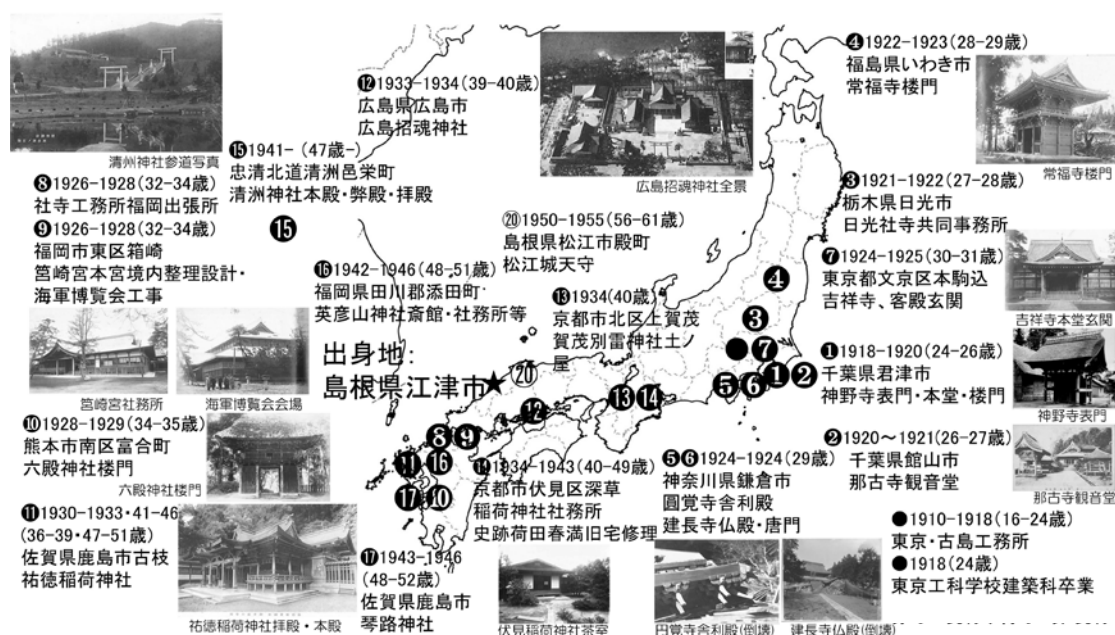 清州神社参道写真
❽1926-1928(32-34歳)
社寺工務所福岡出張所
❾1926-1928(32-34歳)
福岡市東区箱崎
筥崎宮本宮境内整理設計・
海軍博覧会工事
筥崎宮社務所
海軍博覧会会場
❿1928-1929(34-35歳)
熊本市南区富合町
六殿神社楼門
六殿神社楼門
⓫1930-1933・41-46
(36-39・47-51歳)
佐賀県鹿島市古枝
祐徳稲荷神社
祐徳稲荷神社拝殿・本殿
⓬1933-1934(39-40歳)
広島県広島市
広島招魂神社
⓯1941-(47歳-)
忠清北道清洲邑栄町
清洲神社本殿・弊殿・拝殿
⓯
広島招魂神社全景
⓴1950-1955(56-61歳)
島根県松江市殿町
松江城天守
⓰1942-1946(48-51歳)
福岡県田川郡添田町
英彦山神社斎館・社務所等
⓭1934(40歳)
京都市北区上賀茂
賀茂別雷神社土ノ
屋
出身地:
島根県江津市★
⑳
❹
❸
● ❼
❺ ❻ ❶ ❷
⓭ ⓮
⓬
❽ ❾
⓫ ⓰
⓱ ❿
⓮1934-1943(40-49歳)
京都市伏見区深草
稲荷神社社務所
史跡荷田春満旧宅修理
伏見稲荷神社茶室
⓱1943-1946
(48-52歳)
佐賀県鹿島市
琴路神社
❺❻1924-1924(29歳)
神奈川県鎌倉市
圓覚寺舎利殿
建長寺仏殿・唐門
円覚寺舎利殿(倒壊)
建長寺仏殿(倒壊)
❹1922-1923(28-29歳)
福島県いわき市
常福寺楼門
常福寺楼門
❸1921-1922(27-28歳)
栃木県日光市
日光社寺共同事務所
❼1924-1925(30-31歳)
東京都文京区本駒込
吉祥寺、客殿玄関
吉祥寺本堂玄関
❶1918-1920(24-26歳)
千葉県君津市
神野寺表門・本堂・楼門
神野寺表門
❷1920〜1921(26-27歳)
千葉県館山市
那古寺観音堂
那古寺観音堂
●1910-1918(16-24歳)
東京・古島工務所
●1918(24歳)
東京工科学校建築科卒業